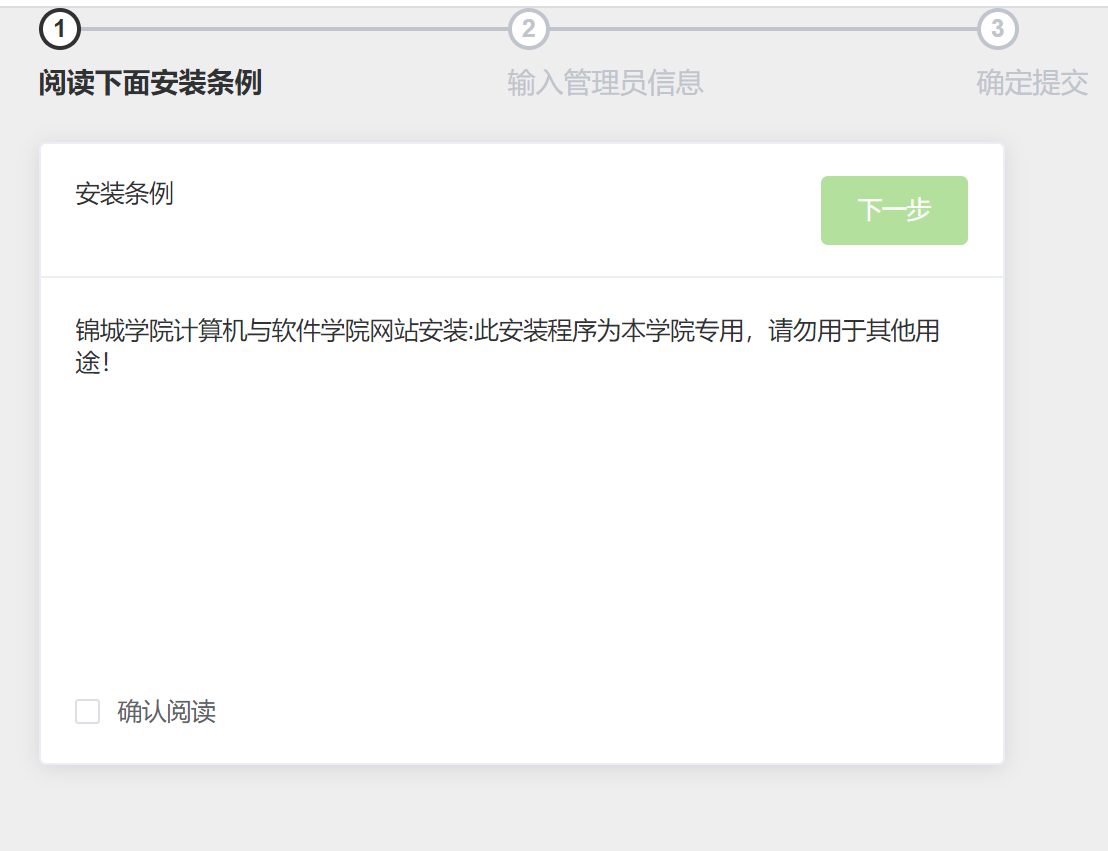 1
2
3
阅读下面安装条例
输入管理员信息
确定提交
安装条例
下一步
锦城学院计算机与软件学院网站安装:此安装程序为本学院专用，请勿用于其他用
途！
确认阅读